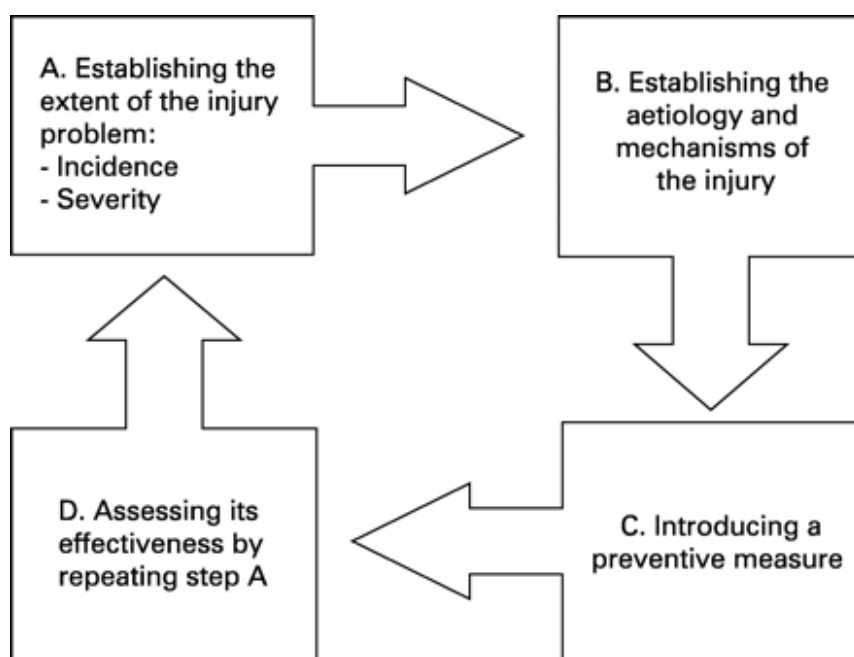 A. Establishing the
extent of the injury
problem:
- Incidence
- Severity
B. Establishing the
aetiology and
mechanisms of
the injury
C. Introducing a
preventive measure
D. Assessing its
effectiveness by
repeating step A